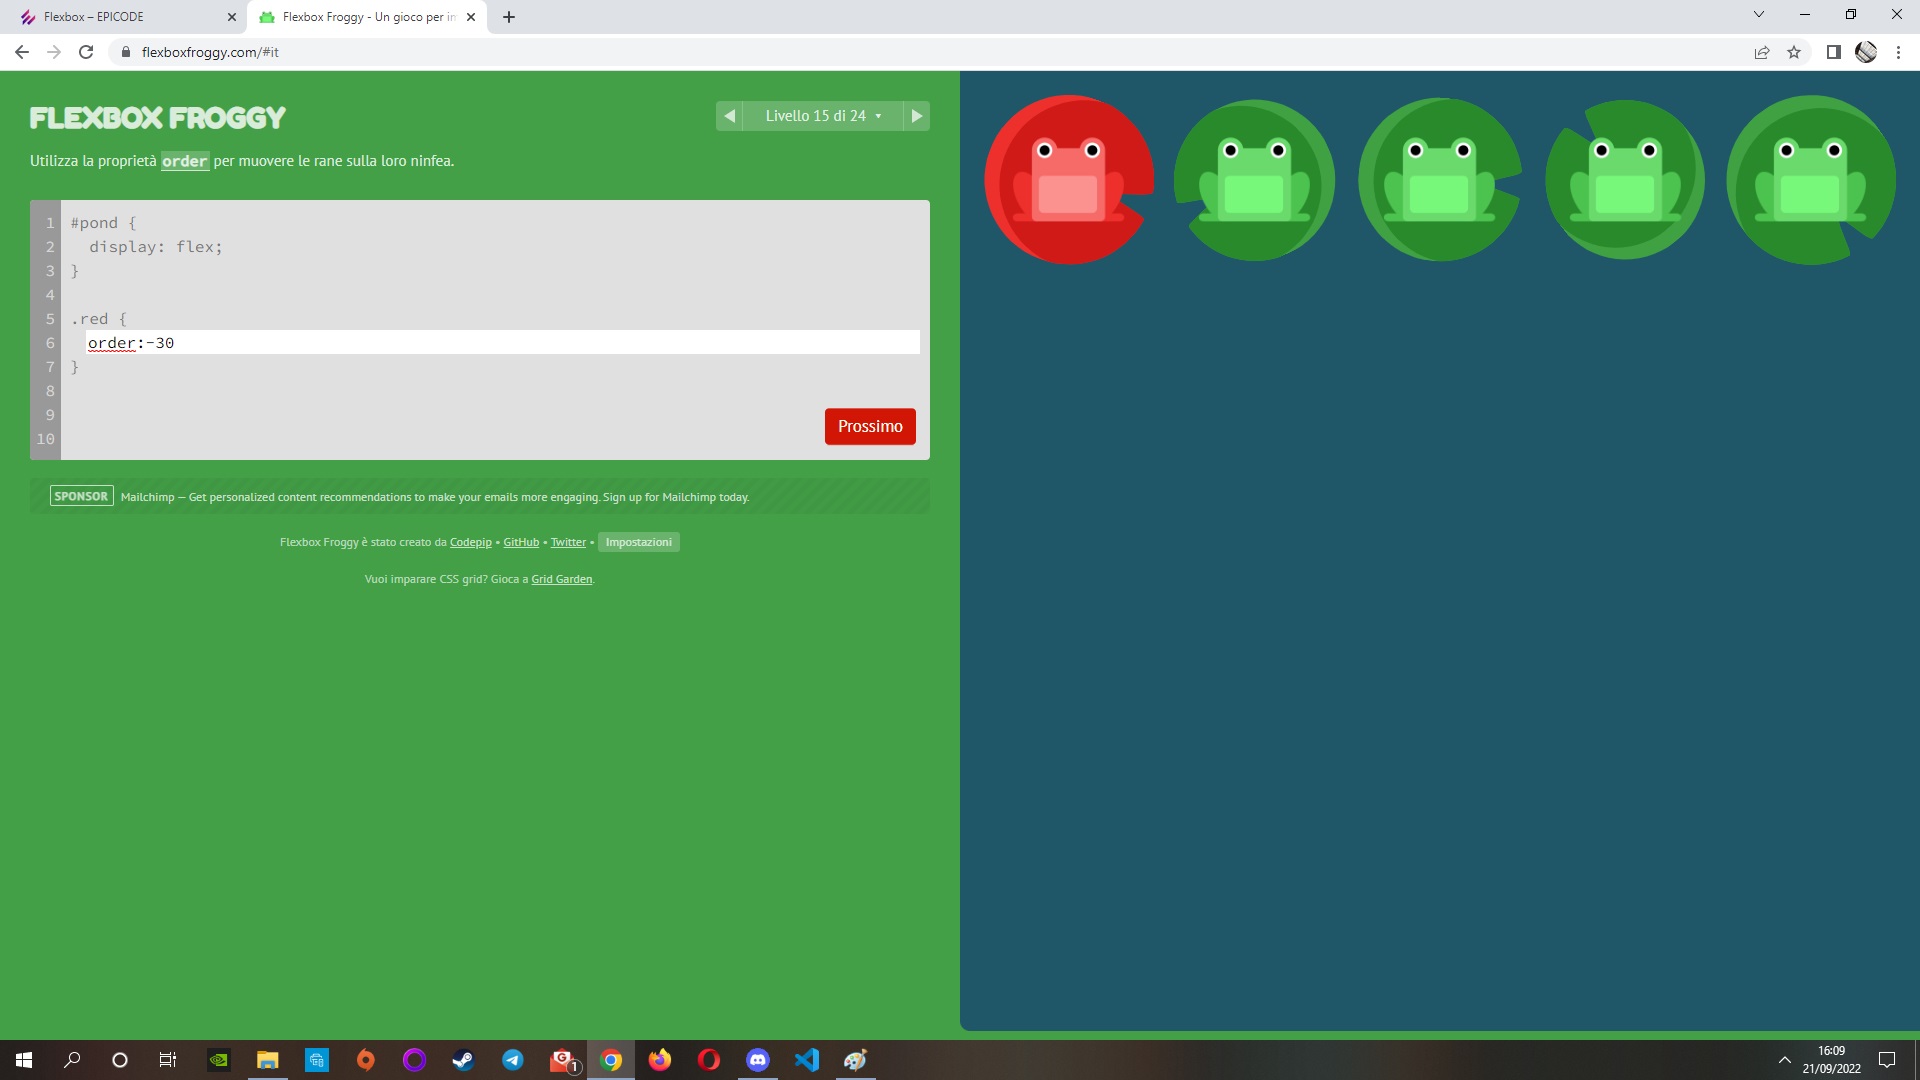 Flexbox – EPICODE
Flexbox Froggy - Un gioco per im
flexboxfroggy.com/#it
FLEXBOX FROGGY
Livello 15 di 24
Utilizza la proprietà order per muovere le rane sulla loro ninfea.
1 #pond {
2 display: flex;
3 }
4
5 .red {
6 order:-30
7 }
8
9
10
Prossimo
SPONSOR Mailchimp — Get personalized content recommendations to make your emails more engaging. Sign up for Mailchimp today.
Flexbox Froggy è stato creato da Codepip • GitHub • Twitter • Impostazioni
Vuoi imparare CSS grid? Gioca a Grid Garden.
G
1
16:09
21/09/2022